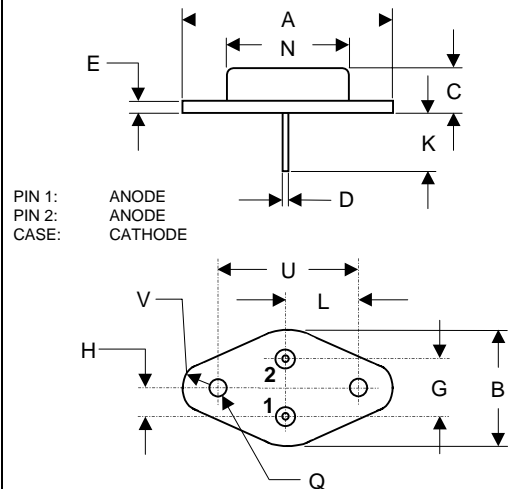 A
N
E
C
K
D
PIN 1: ANODE
PIN 2: ANODE
CASE: CATHODE
U
L
V
H
2
1
G
B
Q